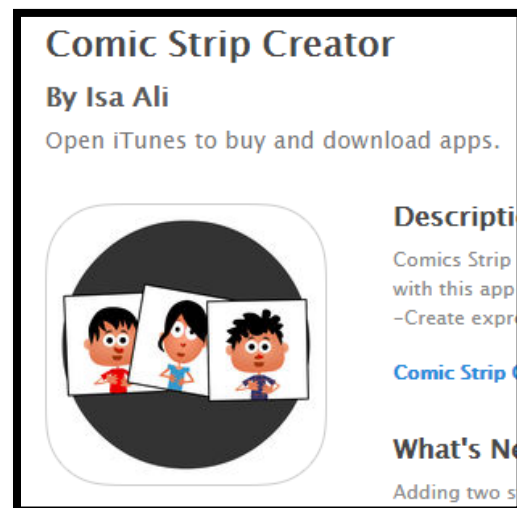 Comic Strip Creator
By Isa Ali
Open iTunes to buy and download apps.
Descripti
Comics Strip
with this app
-Create expr
Comic Strip
What's Ne
Adding two s